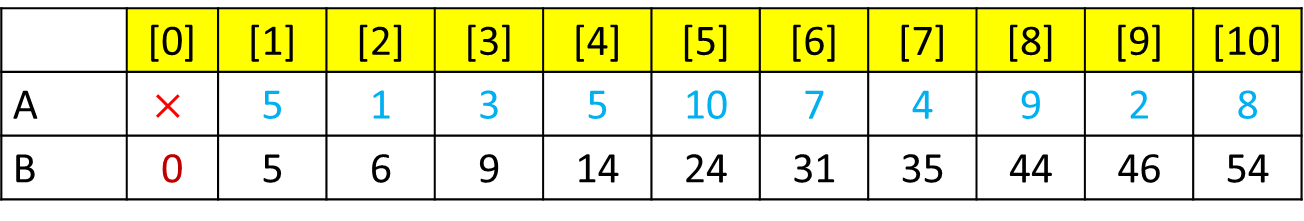 [0] [1] [2] [3] [4] [5] [6] [7] [8] [9] [10]
A × 5 1 3 5 10 7 4 9 2 8
B 0 5 6 9 14 24 31 35 44 46 54